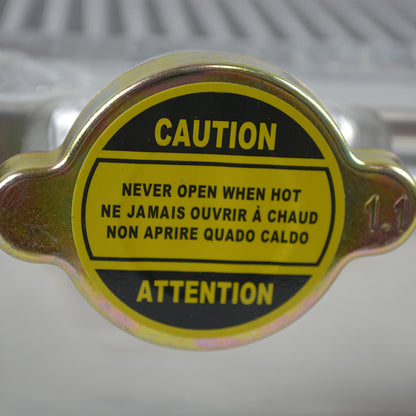 CAUTION
NEVER OPEN WHEN HOT
NE JAMAIS OUVRIR À CHAUD
NON APRIRE QUADO CALDO
ATTENTION
1.1